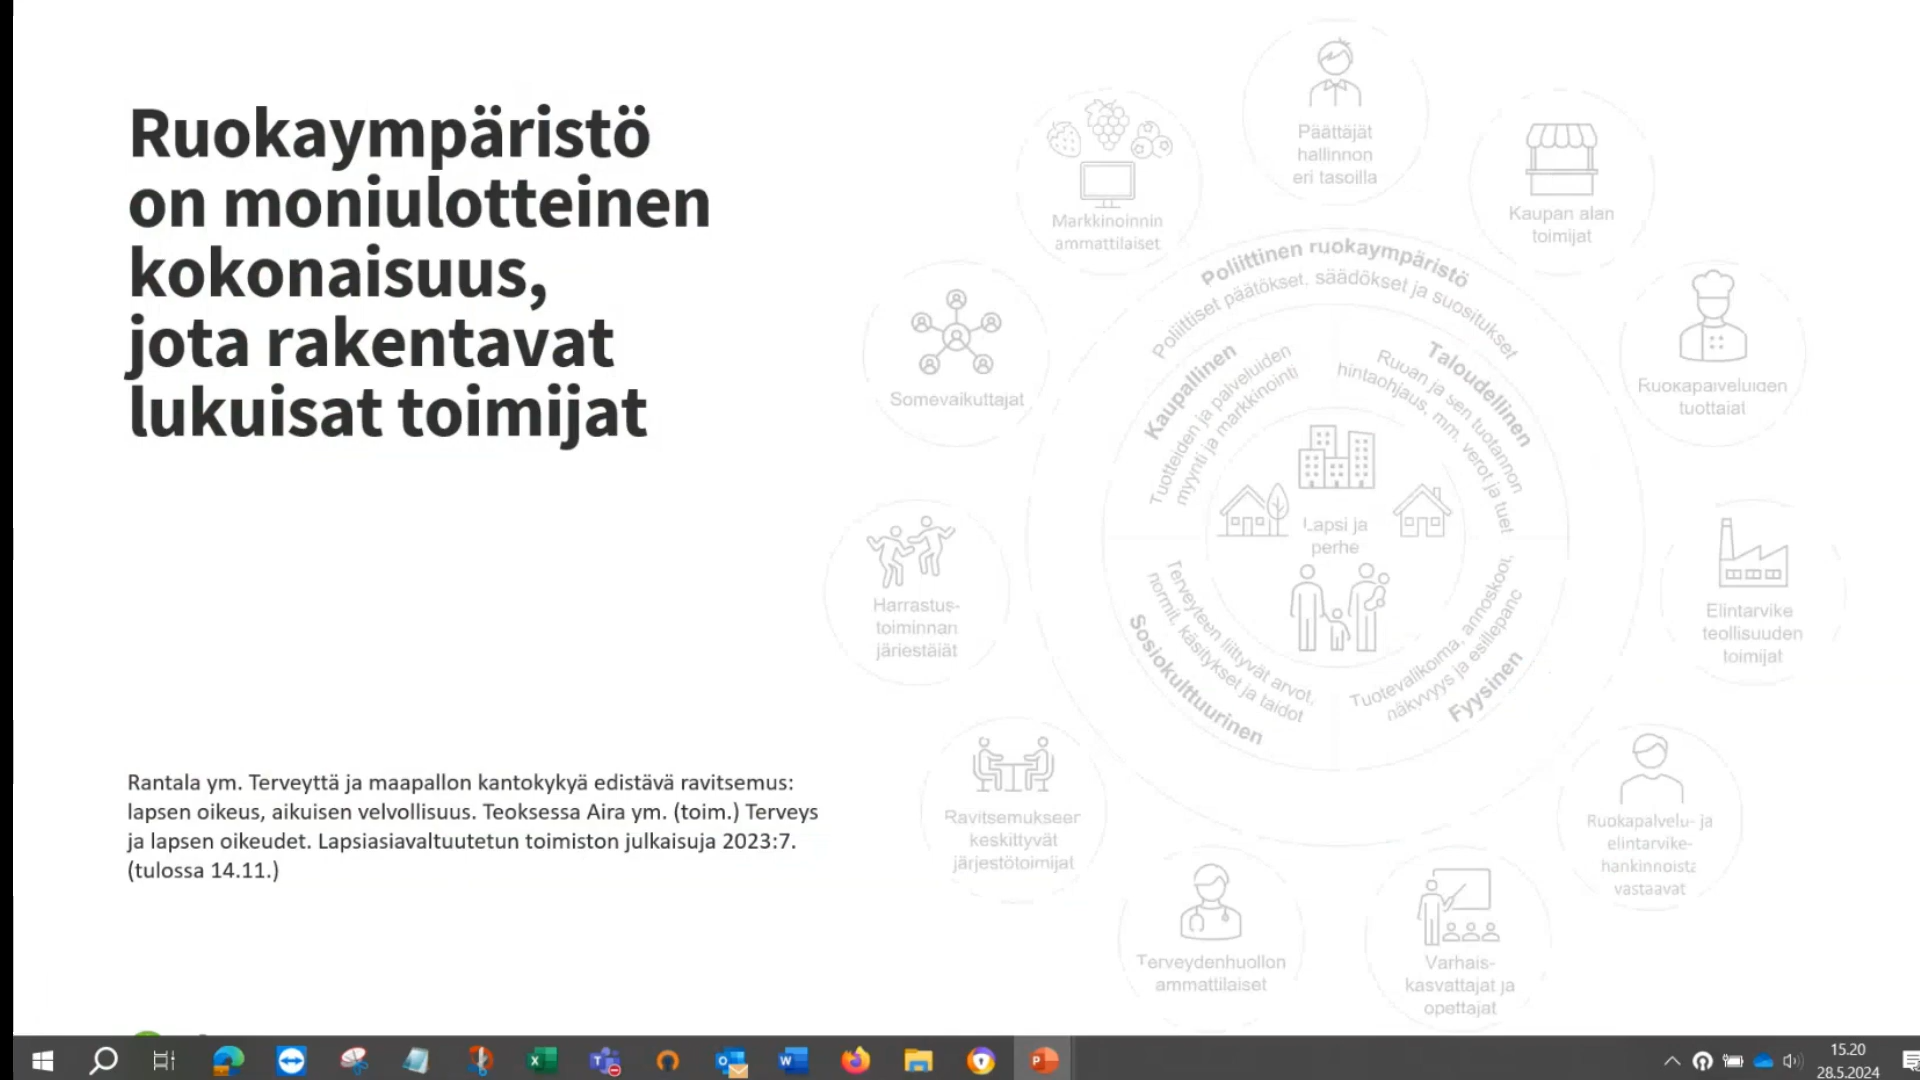 Ruokaympäristö
on moniulotteinen
kokonaisuus,
jota rakentavat
lukuisat toimijat
Rantala ym. Terveyttä ja maapallon kantokykyä edistävä ravitsemus:
lapsen oikeus, aikuisen velvollisuus. Teoksessa Aira ym. (toim.) Terveys
ja lapsen oikeudet. Lapsiasiavaltuutetun toimiston julkaisuja 2023:7.
(tulossa 14.11.)
Päättäjät
hallinnon
eri tasoilla
Kaupan alan
toimijat
Ruokapalveluiden
tuottajat
Elintarvike
teollisuuden
toimijat
Ruokapalvelu- ja
elintarvike-
hankinnoista
vastaavat
Varhais-
kasvattajat ja
opettajat
Terveydenhuollon
ammattilaiset
Ravitsemukseen
keskittyvät
järjestötoimijat
Harrastus-
toiminnan
järjestäjät
Somevaikuttajat
Markkinoinnin
ammattilaiset
Poliittinen ruokaympäristö
Poliittiset päätökset, säädökset ja suositukset
Kaupallinen
Tuotteiden ja palveluiden
myynti ja markkinointi
Taloudellinen
Ruuan ja sen tuotannon
hintaohjaus, mm. verot ja tuet
Lapsi ja
perhe
Terveyteen liittyvät arvot,
normit, käsitykset ja taidot
Sosiokulttuurinen
Tuotevalikoima, annoskoot,
näkyvyys ja esillepano
Fyysinen
15.20
28.5.2024